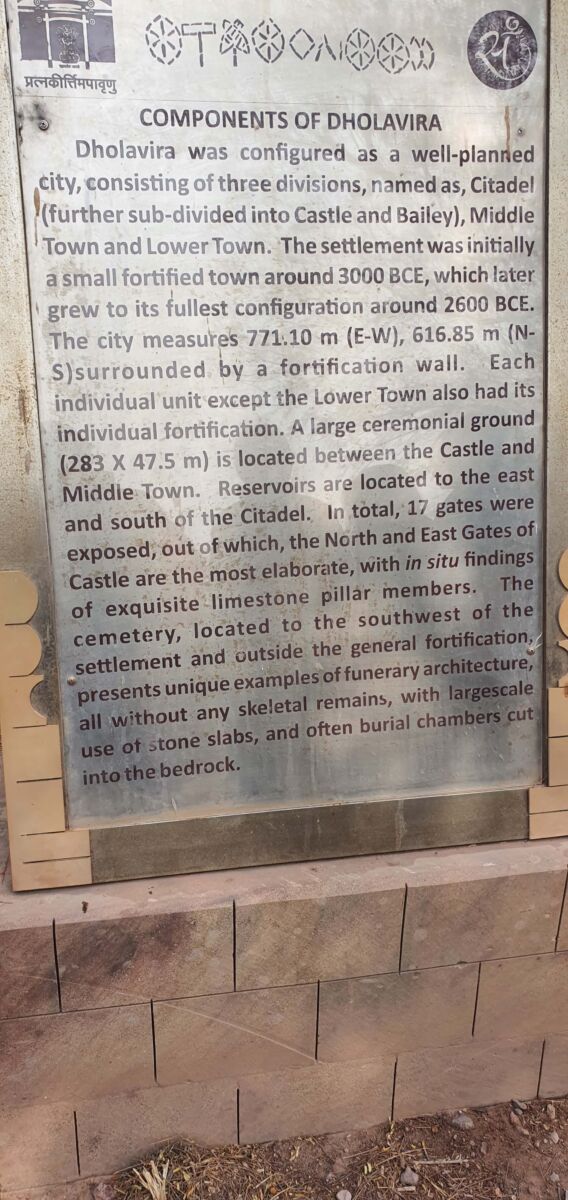 प्रत्नकीर्त्तिमपावृणु
COMPONENTS OF DHOLAVIRA
Dholavira was configured as a well-planned
city, consisting of three divisions, named as, Citadel
(further sub-divided into Castle and Bailey), Middle
Town and Lower Town. The settlement was initially
a small fortified town around 3000 BCE, which later
grew to its fullest configuration around 2600 BCE.
The city measures 771.10 m (E-W), 616.85 m (N-
S)surrounded by a fortification wall. Each
individual unit except the Lower Town also had its
individual fortification. A large ceremonial ground
(283 X 47.5 m) is located between the Castle and
Middle Town. Reservoirs are located to the east
and south of the Citadel. In total, 17 gates were
exposed, out of which, the North and East Gates of
Castle are the most elaborate, with in situ findings
of exquisite limestone pillar members. The
cemetery, located to the southwest of the
settlement and outside the general fortification,
presents unique examples of funerary architecture,
all without any skeletal remains, with largescale
use of stone slabs, and often burial chambers cut
into the bedrock.